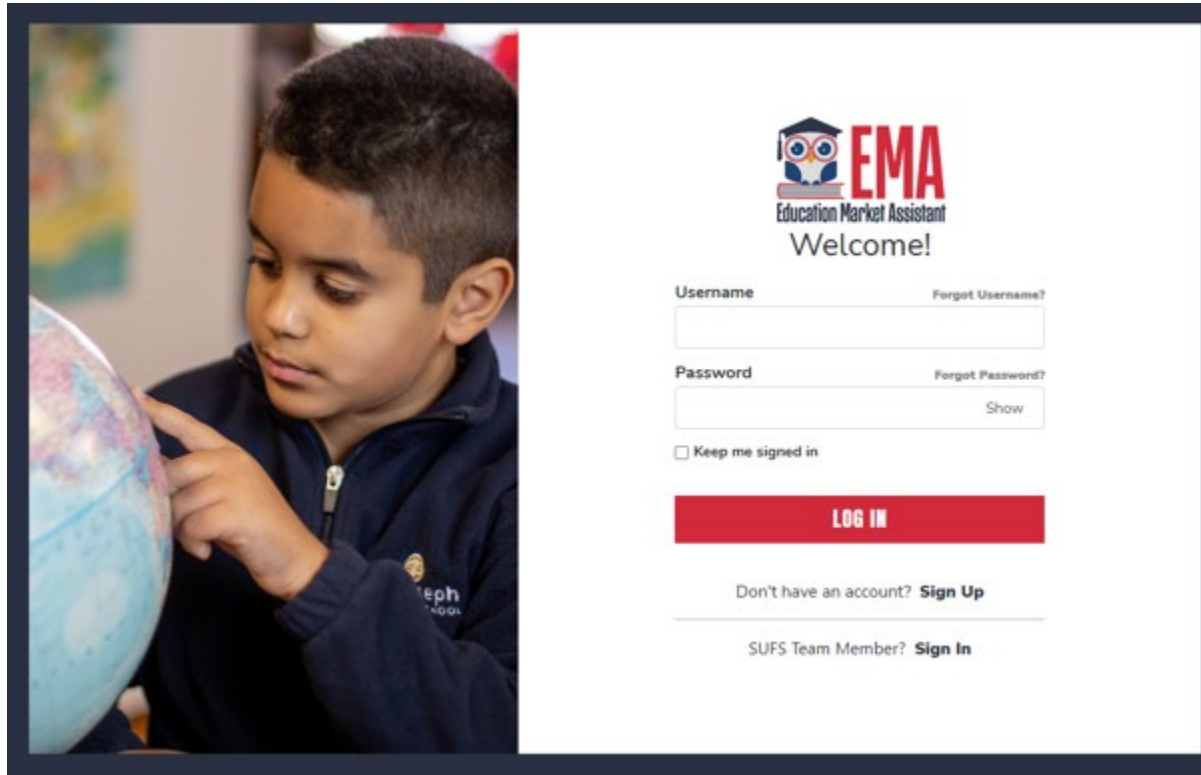 EMA
Education Market Assistant
Welcome!
Username Forgot Username?
Password Forgot Password?
Show
Keep me signed in
LOG IN
Don't have an account? Sign Up
SUFS Team Member? Sign In